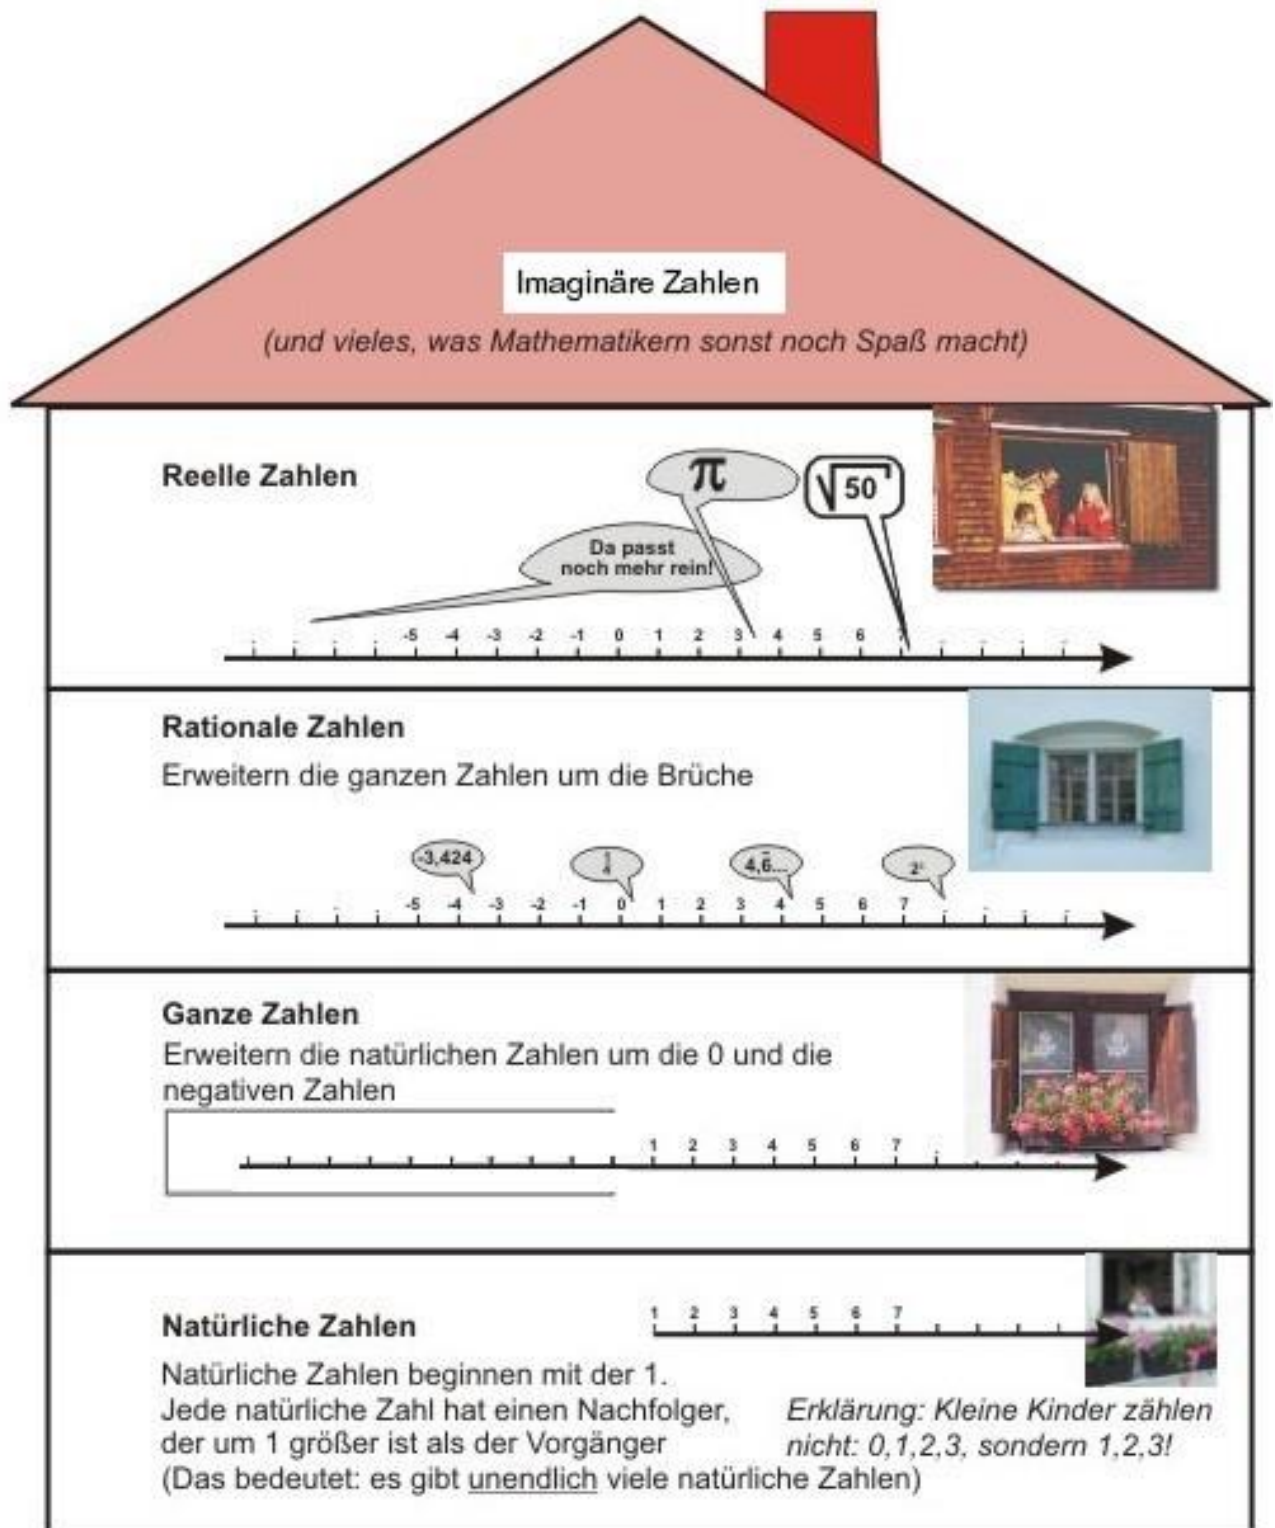 Imaginäre Zahlen
(und vieles, was Mathematikern sonst noch Spaß macht)
Reelle Zahlen
π
√50
Da passt
noch mehr rein!
-5 -4 -3 -2 -1 0 1 2 3 4 5 6 7
Rationale Zahlen
Erweitern die ganzen Zahlen um die Brüche
-3,424
4,6̄...
-5 -4 -3 -2 -1 0 1 2 3 4 5 6 7
Ganze Zahlen
Erweitern die natürlichen Zahlen um die 0 und die
negativen Zahlen
1 2 3 4 5 6 7
Natürliche Zahlen
1 2 3 4 5 6 7
Natürliche Zahlen beginnen mit der 1.
Jede natürliche Zahl hat einen Nachfolger,
der um 1 größer ist als der Vorgänger
(Das bedeutet: es gibt unendlich viele natürliche Zahlen)
Erklärung: Kleine Kinder zählen
nicht: 0,1,2,3, sondern 1,2,3!